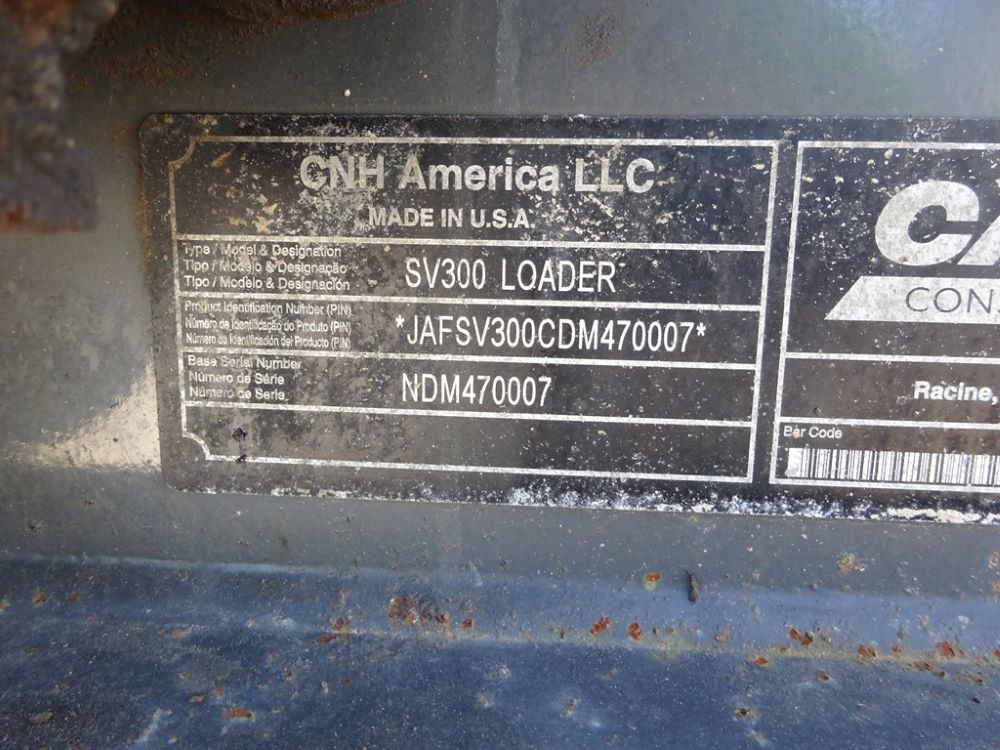 CNH America LLC
MADE IN U.S.A.
Type / Model & Designation
Tipo / Modelo & Designação
Tipo / Modelo & Designación
SV300 LOADER
Product Identification Number (PIN)
Número de Identificação do Produto (PIN)
Número de Identificación del Producto (PIN)
*JAFSV300CDM470007*
Base Serial Number
Número de Série
Número de Serie
NDM470007
CA
CON
Racine,
Bar Code